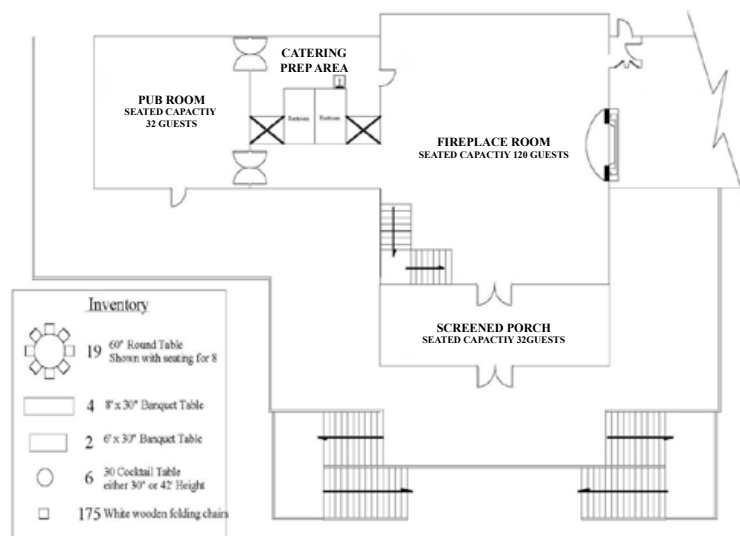 CATERING
PREP AREA
PUB ROOM
SEATED CAPACTIY
32 GUESTS
Restroom
Restroom
FIREPLACE ROOM
SEATED CAPACTIY 120 GUESTS
SCREENED PORCH
SEATED CAPACTIY 32GUESTS
Inventory
19 60" Round Table
Shown with seating for 8
4 8' x 30" Banquet Table
2 6' x 30" Banquet Table
6 30 Cocktail Table
either 30" or 42' Height
175 White wooden folding chairs